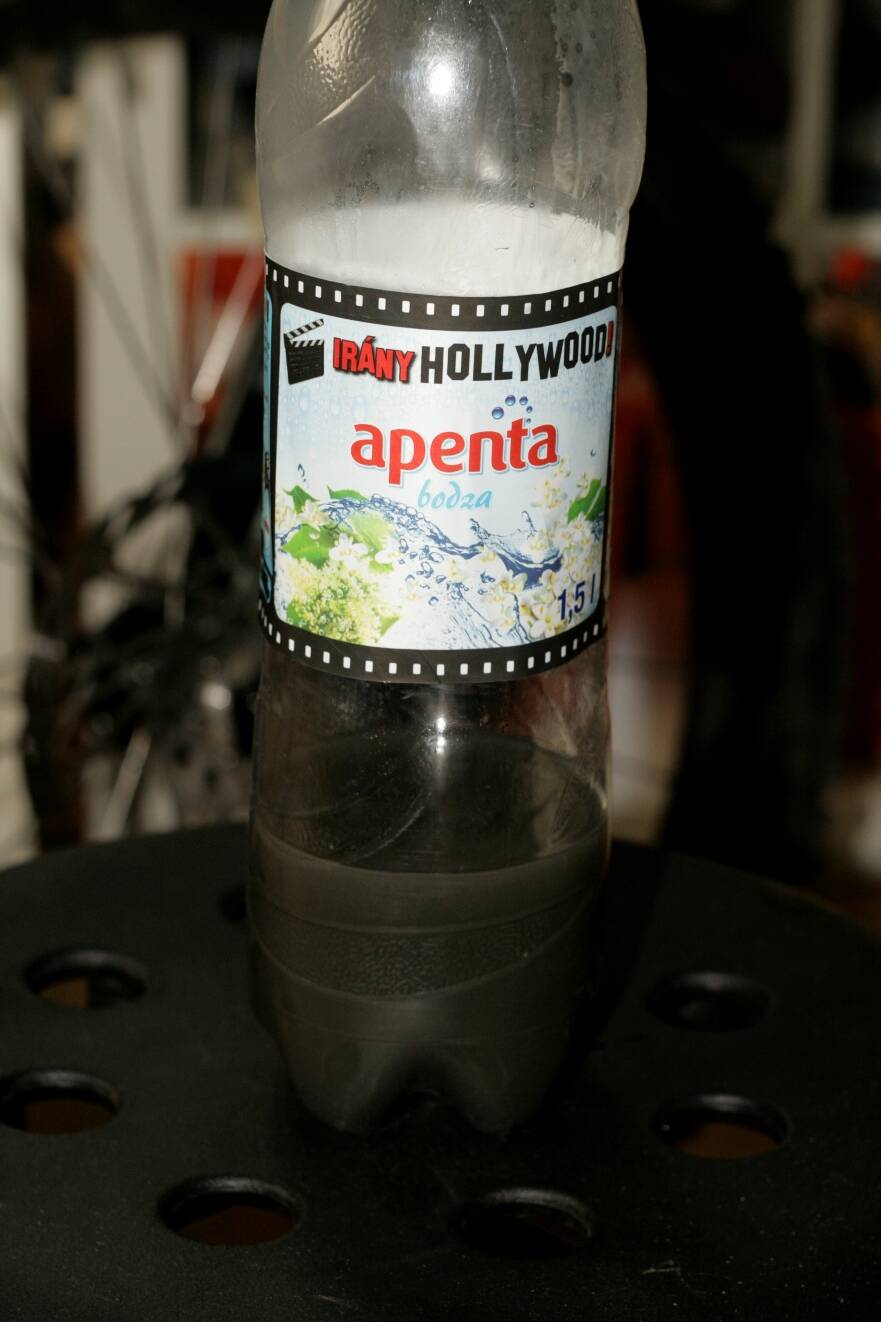 IRÁNY HOLLYWOOD!
apenta
bodza
1,5 l